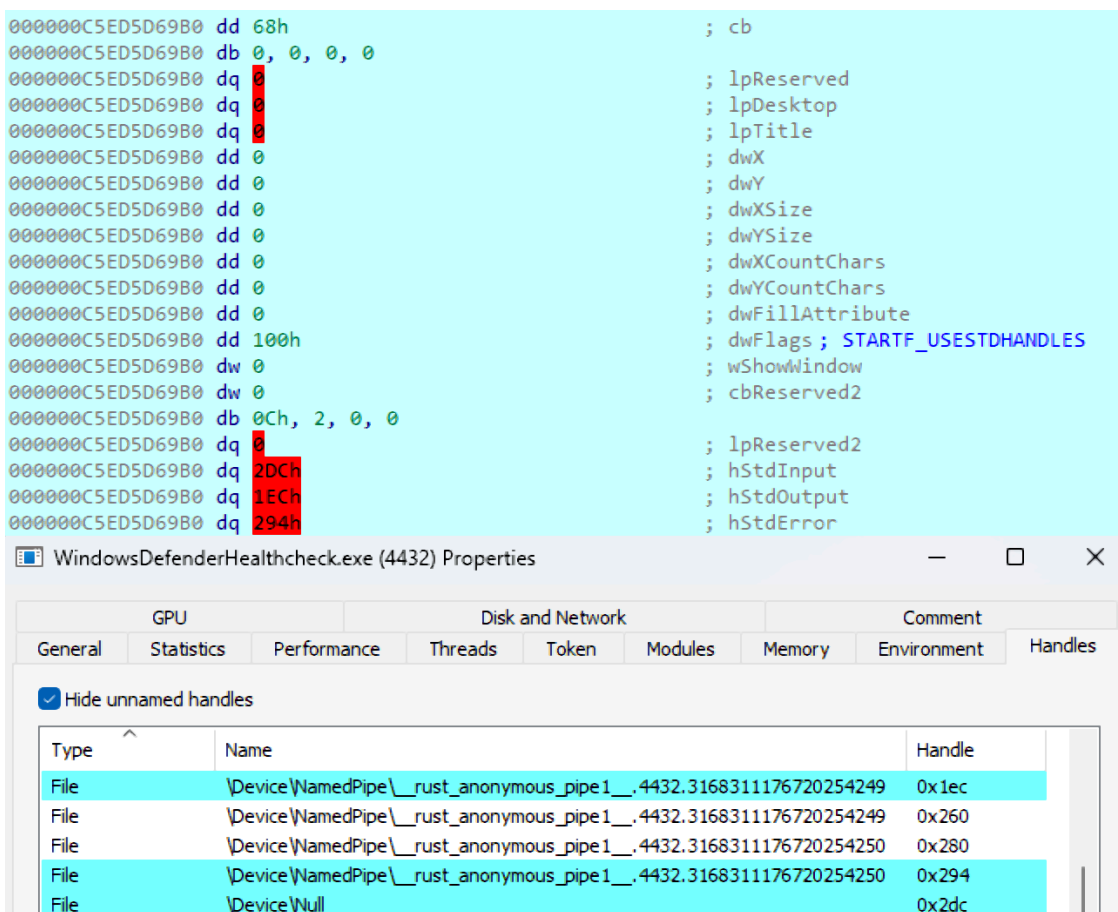 000000C5ED5D69B0 dd 68h ; cb
000000C5ED5D69B0 db 0, 0, 0, 0
000000C5ED5D69B0 dq 0 ; lpReserved
000000C5ED5D69B0 dq 0 ; lpDesktop
000000C5ED5D69B0 dq 0 ; lpTitle
000000C5ED5D69B0 dd 0 ; dwX
000000C5ED5D69B0 dd 0 ; dwY
000000C5ED5D69B0 dd 0 ; dwXSize
000000C5ED5D69B0 dd 0 ; dwYSize
000000C5ED5D69B0 dd 0 ; dwXCountChars
000000C5ED5D69B0 dd 0 ; dwYCountChars
000000C5ED5D69B0 dd 0 ; dwFillAttribute
000000C5ED5D69B0 dd 100h ; dwFlags ; STARTF_USESTDHANDLES
000000C5ED5D69B0 dw 0 ; wShowWindow
000000C5ED5D69B0 dw 0 ; cbReserved2
000000C5ED5D69B0 db 0Ch, 2, 0, 0
000000C5ED5D69B0 dq 0 ; lpReserved2
000000C5ED5D69B0 dq 2DCh ; hStdInput
000000C5ED5D69B0 dq 1ECh ; hStdOutput
000000C5ED5D69B0 dq 294h ; hStdError
WindowsDefenderHealthcheck.exe (4432) Properties
GPU Disk and Network Comment
General Statistics Performance Threads Token Modules Memory Environment Handles
Hide unnamed handles
Type Name Handle
File \Device\NamedPipe\__rust_anonymous_pipe1__.4432.3168311176720254249 0x1ec
File \Device\NamedPipe\__rust_anonymous_pipe1__.4432.3168311176720254249 0x260
File \Device\NamedPipe\__rust_anonymous_pipe1__.4432.3168311176720254250 0x280
File \Device\NamedPipe\__rust_anonymous_pipe1__.4432.3168311176720254250 0x294
File \Device\Null 0x2dc